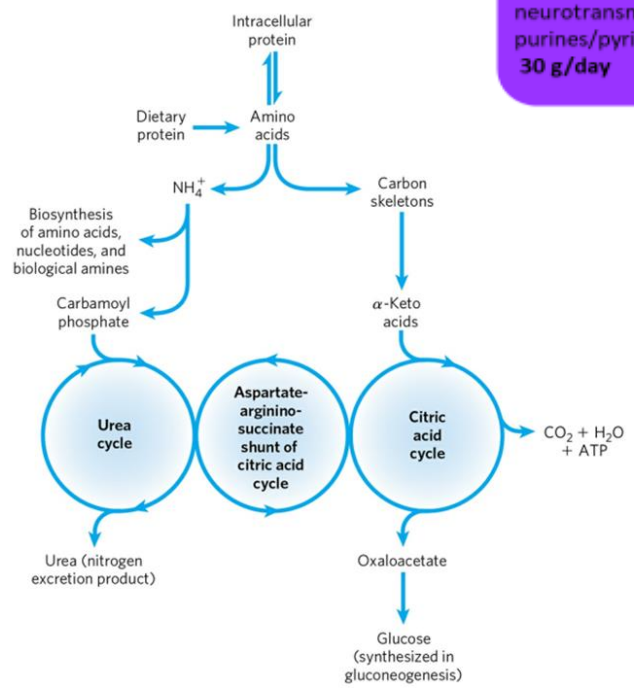 neurotransm
purines/pyri
30 g/day
Intracellular
protein
Dietary
protein
Amino
acids
NH₄⁺
Carbon
skeletons
Biosynthesis
of amino acids,
nucleotides, and
biological amines
Carbamoyl
phosphate
α-Keto
acids
Urea
cycle
Aspartate-
arginino-
succinate
shunt of
citric acid
cycle
Citric
acid
cycle
CO₂ + H₂O
+ ATP
Urea (nitrogen
excretion product)
Oxaloacetate
Glucose
(synthesized in
gluconeogenesis)